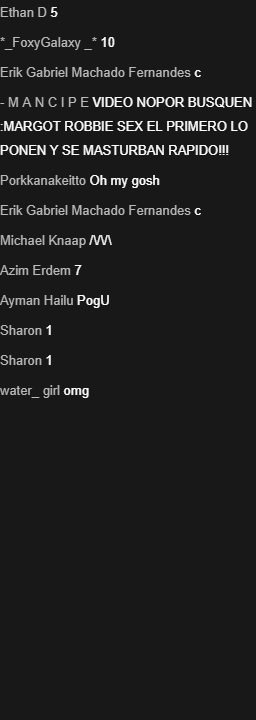 Ethan D 5
*_FoxyGalaxy _* 10
Erik Gabriel Machado Fernandes c
- M A N C I P E VIDEO NOPOR BUSQUEN
:MARGOT ROBBIE SEX EL PRIMERO LO
PONEN Y SE MASTURBAN RAPIDO!!!
Porkkanakeitto Oh my gosh
Erik Gabriel Machado Fernandes c
Michael Knaap /\/\/\
Azim Erdem 7
Ayman Hailu PogU
Sharon 1
Sharon 1
water_ girl omg